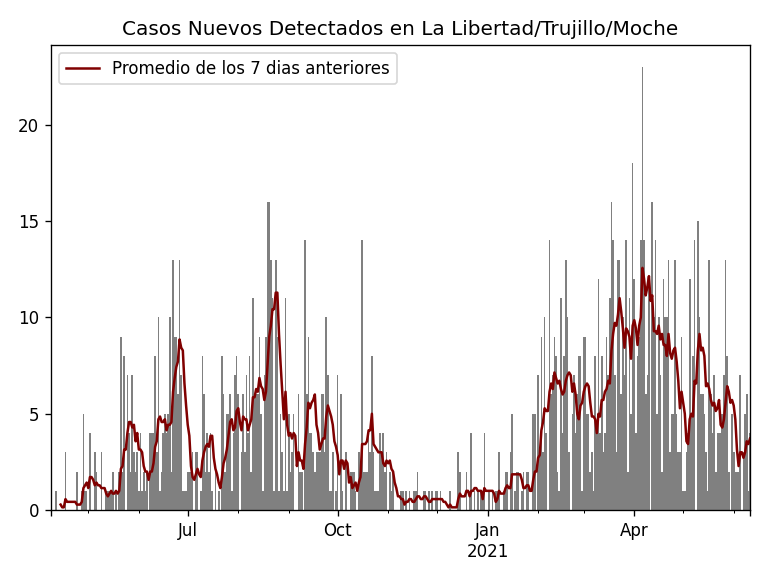 Casos Nuevos Detectados en La Libertad/Trujillo/Moche
Promedio de los 7 dias anteriores
20
15
10
5
0
Jul
Oct
Jan
2021
Apr